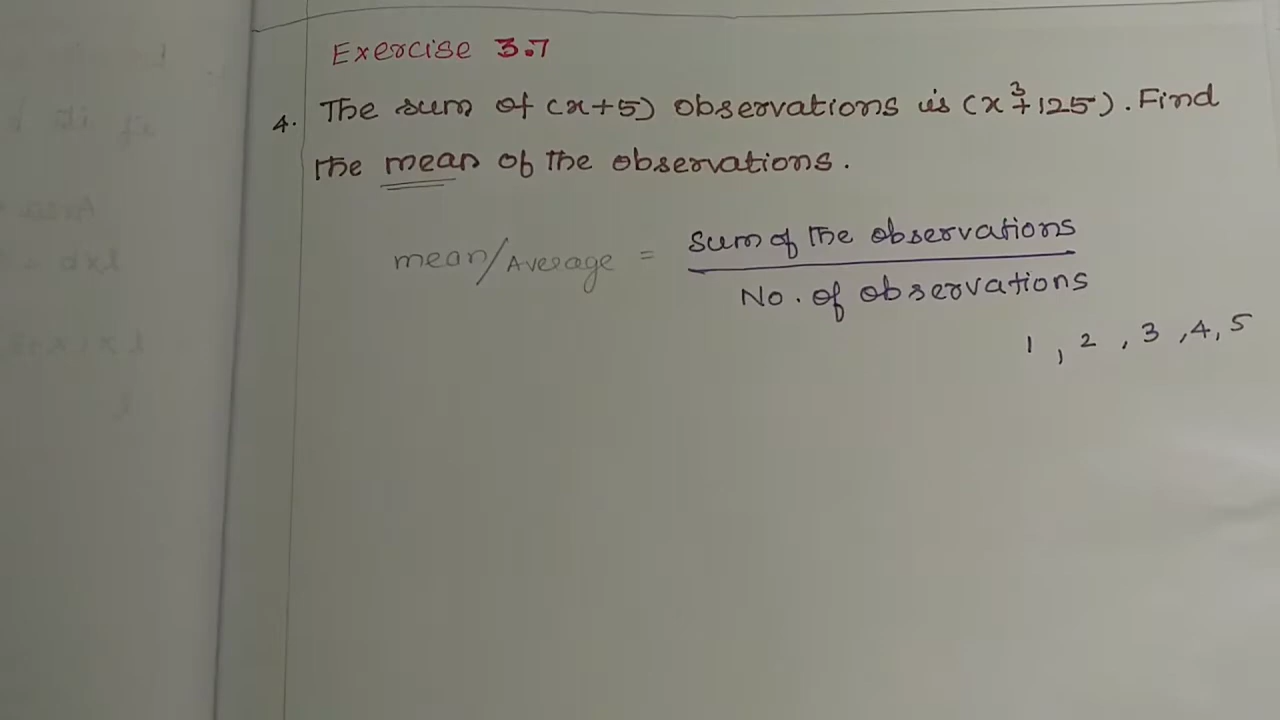 Exercise 3.7
4. The sum of (x+5) observations is (x³+125). Find
the mean of the observations.
mean/Average = sum of the observations
No. of observations
1, 2, 3, 4, 5